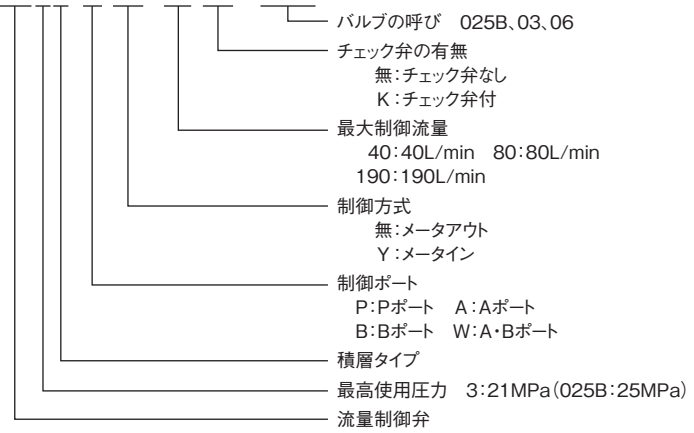 バルブの呼び　025B、03、06
チェック弁の有無
無：チェック弁なし
K：チェック弁付
最大制御流量
40：40L/min　80：80L/min
190：190L/min
制御方式
無：メータアウト
Y：メータイン
制御ポート
P：Pポート　A：Aポート
B：Bポート　W：A・Bポート
積層タイプ
最高使用圧力　3：21MPa（025B：25MPa）
流量制御弁